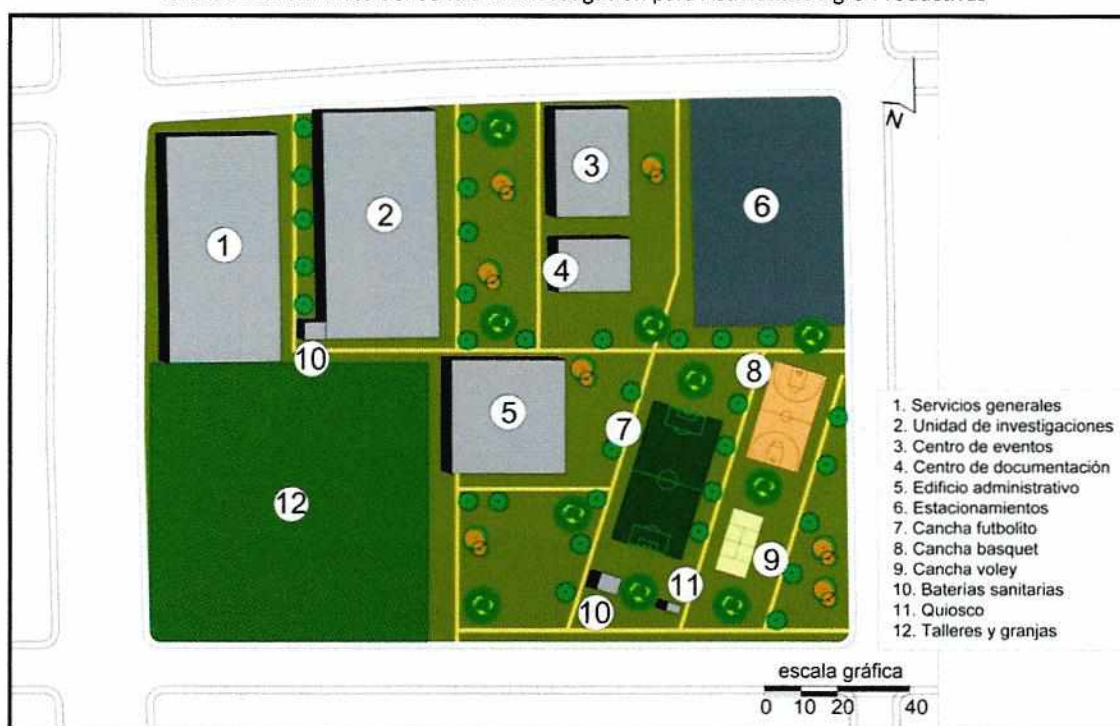 N
1
2
3
4
5
6
7
8
9
10
10
11
12
1. Servicios generales
2. Unidad de investigaciones
3. Centro de eventos
4. Centro de documentación
5. Edificio administrativo
6. Estacionamientos
7. Cancha futbolito
8. Cancha basquet
9. Cancha voley
10. Baterías sanitarias
11. Quiosco
12. Talleres y granjas
escala gráfica
0 10 20 40